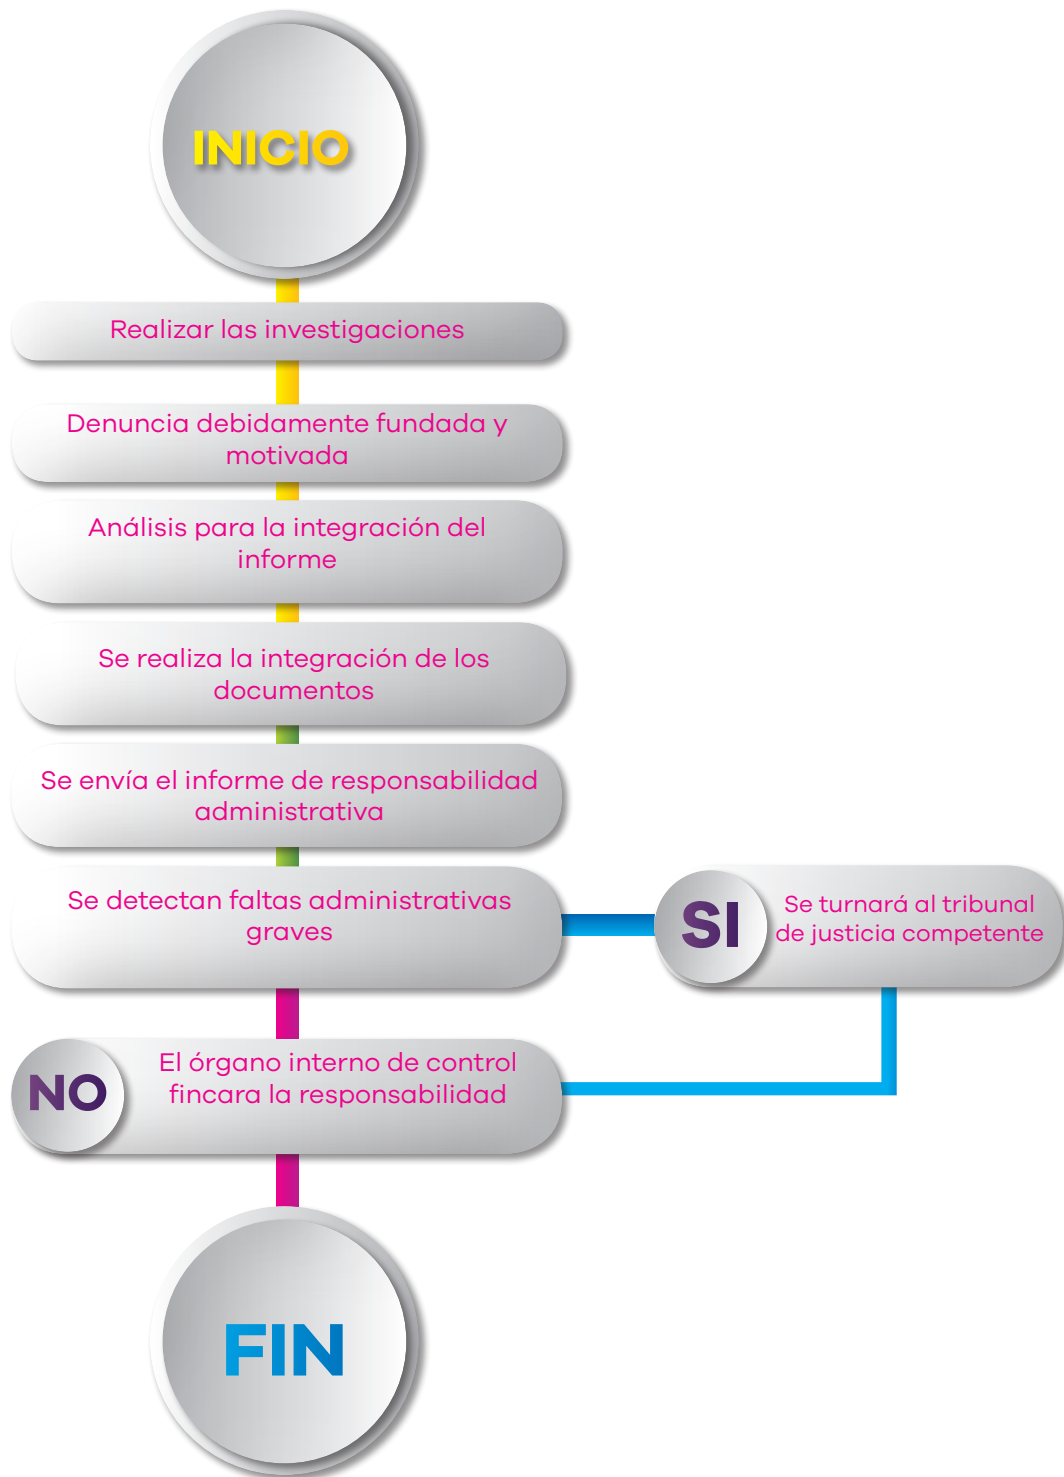 INICIO
Realizar las investigaciones
Denuncia debidamente fundada y
motivada
Análisis para la integración del
informe
Se realiza la integración de los
documentos
Se envía el informe de responsabilidad
administrativa
Se detectan faltas administrativas
graves
SI
Se turnará al tribunal
de justicia competente
NO
El órgano interno de control
fincara la responsabilidad
FIN